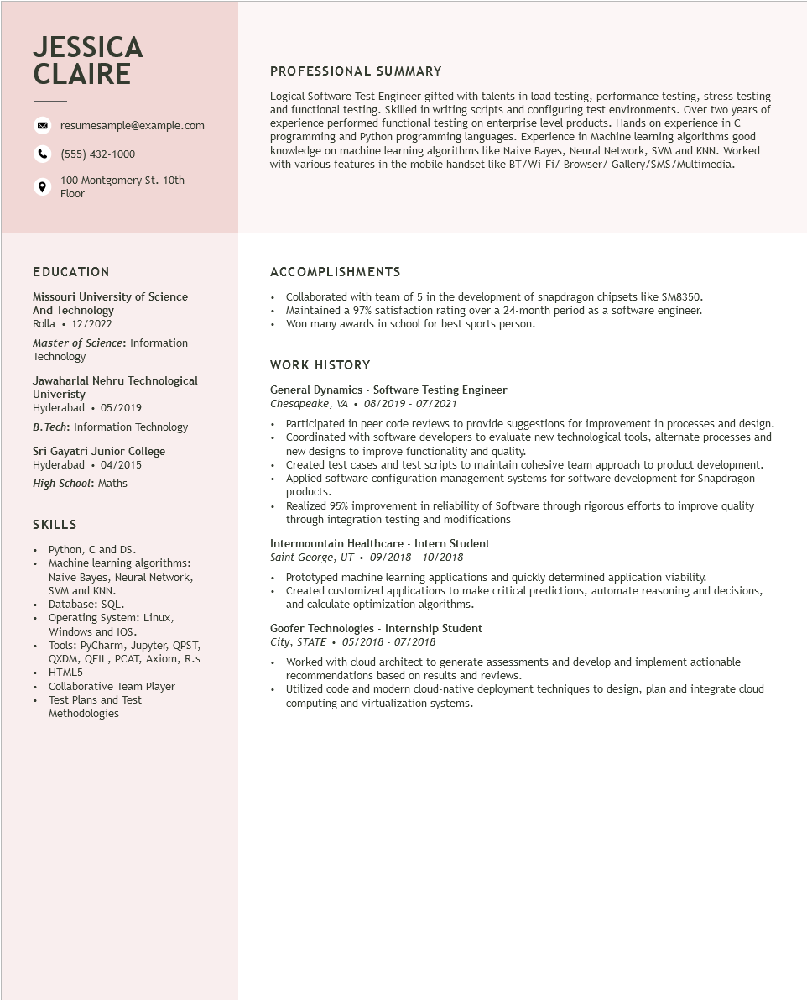 JESSICA
CLAIRE
resumesample@example.com
(555) 432-1000
100 Montgomery St. 10th
Floor
PROFESSIONAL SUMMARY
Logical Software Test Engineer gifted with talents in load testing, performance testing, stress testing
and functional testing. Skilled in writing scripts and configuring test environments. Over two years of
experience performed functional testing on enterprise level products. Hands on experience in C
programming and Python programming languages. Experience in Machine learning algorithms good
knowledge on machine learning algorithms like Naive Bayes, Neural Network, SVM and KNN. Worked
with various features in the mobile handset like BT/Wi-Fi/ Browser/ Gallery/SMS/Multimedia.
EDUCATION
Missouri University of Science
And Technology
Rolla • 12/2022
Master of Science: Information
Technology
Jawaharlal Nehru Technological
Univeristy
Hyderabad • 05/2019
B.Tech: Information Technology
Sri Gayatri Junior College
Hyderabad • 04/2015
High School: Maths
SKILLS
• Python, C and DS.
• Machine learning algorithms:
Naive Bayes, Neural Network,
SVM and KNN.
• Database: SQL.
• Operating System: Linux,
Windows and IOS.
• Tools: PyCharm, Jupyter, QPST,
QXDM, QFIL, PCAT, Axiom, R.s
• HTML5
• Collaborative Team Player
• Test Plans and Test
Methodologies
ACCOMPLISHMENTS
• Collaborated with team of 5 in the development of snapdragon chipsets like SM8350.
• Maintained a 97% satisfaction rating over a 24-month period as a software engineer.
• Won many awards in school for best sports person.
WORK HISTORY
General Dynamics - Software Testing Engineer
Chesapeake, VA • 08/2019 - 07/2021
• Participated in peer code reviews to provide suggestions for improvement in processes and design.
• Coordinated with software developers to evaluate new technological tools, alternate processes and
new designs to improve functionality and quality.
• Created test cases and test scripts to maintain cohesive team approach to product development.
• Applied software configuration management systems for software development for Snapdragon
products.
• Realized 95% improvement in reliability of Software through rigorous efforts to improve quality
through integration testing and modifications
Intermountain Healthcare - Intern Student
Saint George, UT • 09/2018 - 10/2018
• Prototyped machine learning applications and quickly determined application viability.
• Created customized applications to make critical predictions, automate reasoning and decisions,
and calculate optimization algorithms.
Goofer Technologies - Internship Student
City, STATE • 05/2018 - 07/2018
• Worked with cloud architect to generate assessments and develop and implement actionable
recommendations based on results and reviews.
• Utilized code and modern cloud-native deployment techniques to design, plan and integrate cloud
computing and virtualization systems.